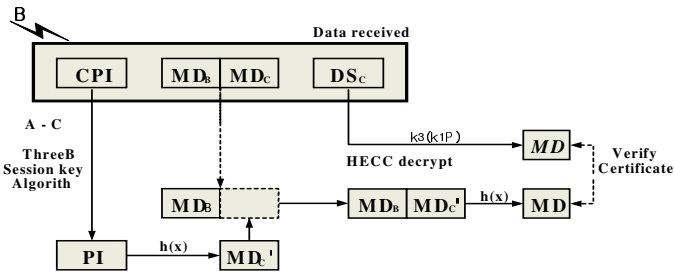 B
Data received
CPI
MDB MDC
DSC
A - C
ThreeB
Session key
Algorith
k3(k1P)
HECC decrypt
MD
Verify
Certificate
MDB
MDB MDC'
h(x)
MD
PI
h(x)
MDC'